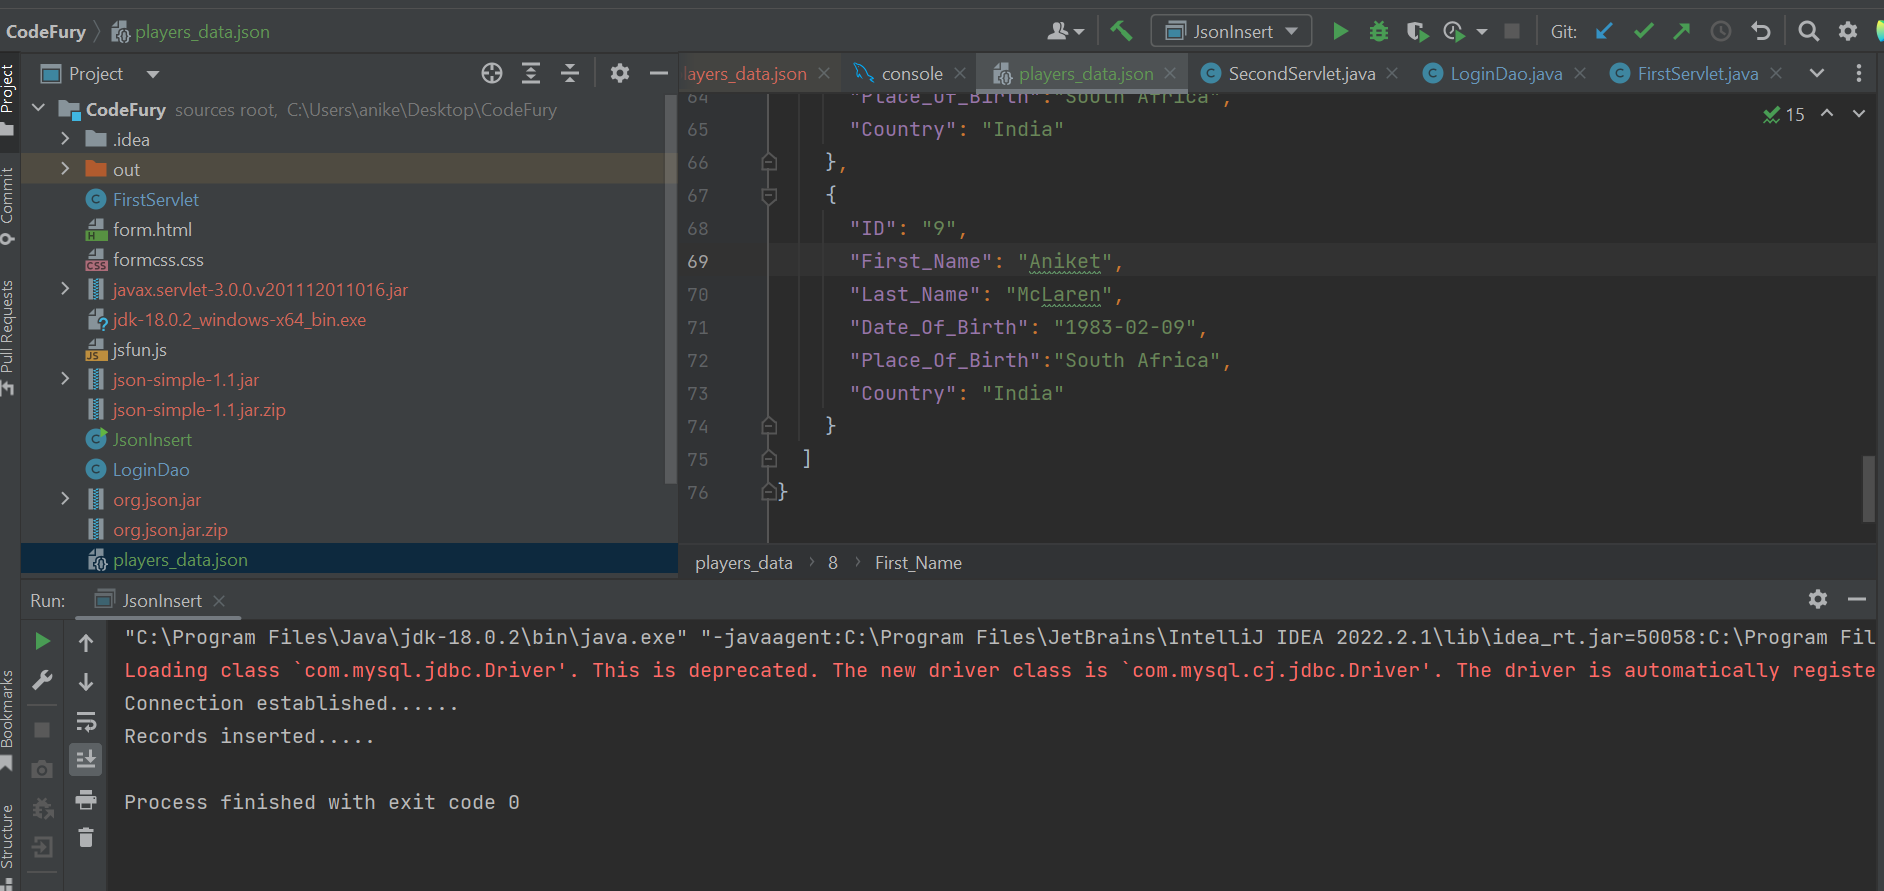 CodeFury players_data.json JsonInsert Git:
Project
layers_data.json console players_data.json SecondServlet.java LoginDao.java FirstServlet.java
CodeFury sources root, C:\Users\anike\Desktop\CodeFury
.idea
out
FirstServlet
form.html
formcss.css
javax.servlet-3.0.0.v201112011016.jar
jdk-18.0.2_windows-x64_bin.exe
jsfun.js
json-simple-1.1.jar
json-simple-1.1.jar.zip
JsonInsert
LoginDao
org.json.jar
org.json.jar.zip
players_data.json
Project
Commit
Pull Requests
Bookmarks
Structure
64 "Place_Of_Birth":"South Africa",
65 "Country": "India"
66 },
67 {
68 "ID": "9",
69 "First_Name": "Aniket",
70 "Last_Name": "McLaren",
71 "Date_Of_Birth": "1983-02-09",
72 "Place_Of_Birth":"South Africa",
73 "Country": "India"
74 }
75 ]
76 }
15
players_data 8 First_Name
Run: JsonInsert
"C:\Program Files\Java\jdk-18.0.2\bin\java.exe" "-javaagent:C:\Program Files\JetBrains\IntelliJ IDEA 2022.2.1\lib\idea_rt.jar=50058:C:\Program Fil
Loading class `com.mysql.jdbc.Driver'. This is deprecated. The new driver class is `com.mysql.cj.jdbc.Driver'. The driver is automatically registe
Connection established......
Records inserted.....
Process finished with exit code 0